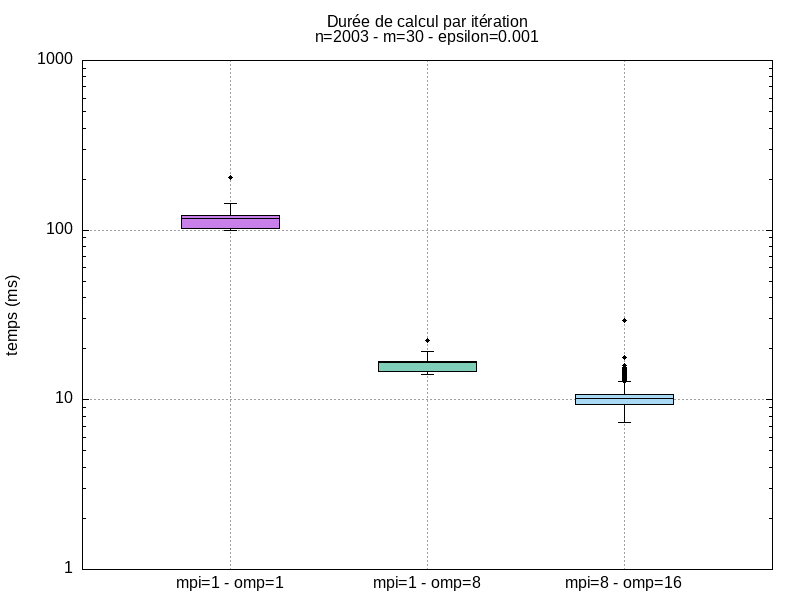 Durée de calcul par itération
n=2003 - m=30 - epsilon=0.001
1000
100
10
1
temps (ms)
mpi=1 - omp=1
mpi=1 - omp=8
mpi=8 - omp=16